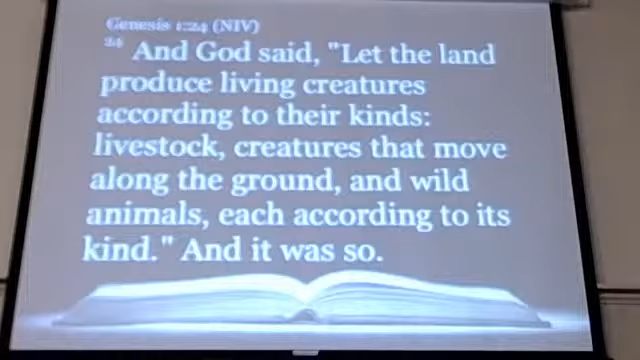 Genesis 1:24 (NIV)
24 And God said, "Let the land
produce living creatures
according to their kinds:
livestock, creatures that move
along the ground, and wild
animals, each according to its
kind." And it was so.